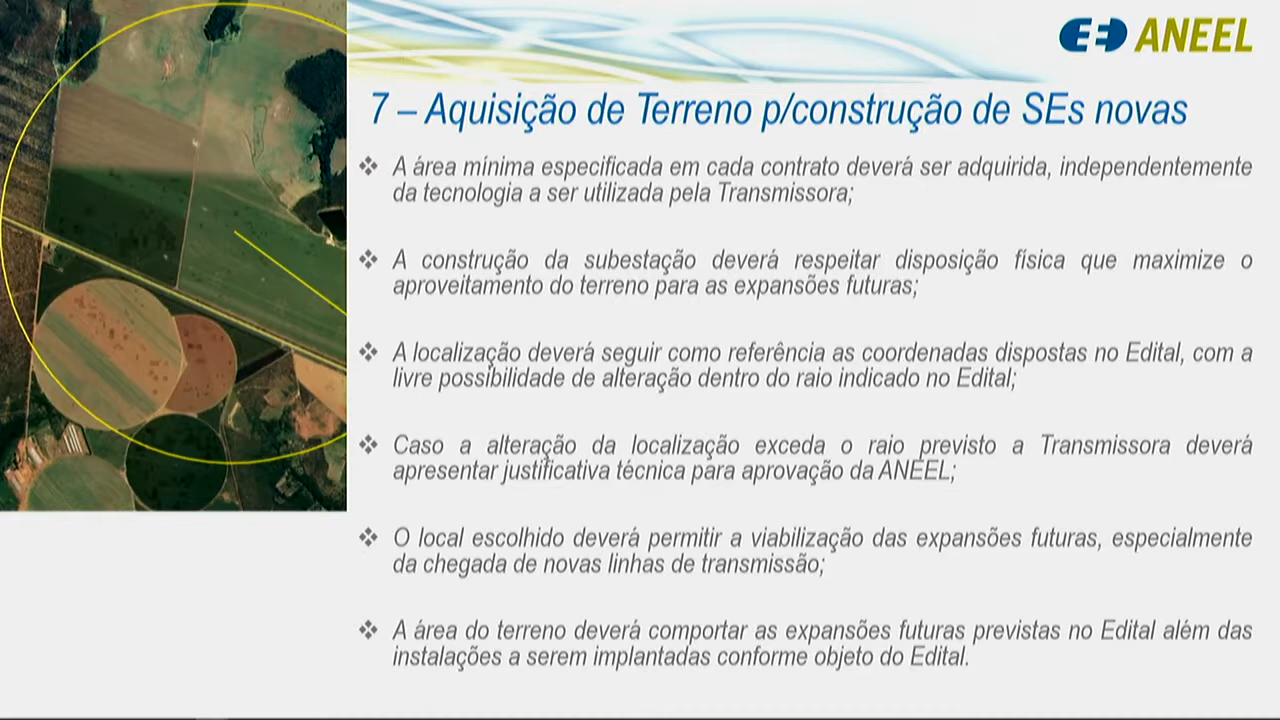 ANEEL
7 – Aquisição de Terreno p/construção de SEs novas
A área mínima especificada em cada contrato deverá ser adquirida, independentemente
da tecnologia a ser utilizada pela Transmissora;
A construção da subestação deverá respeitar disposição física que maximize o
aproveitamento do terreno para as expansões futuras;
A localização deverá seguir como referência as coordenadas dispostas no Edital, com a
livre possibilidade de alteração dentro do raio indicado no Edital;
Caso a alteração da localização exceda o raio previsto a Transmissora deverá
apresentar justificativa técnica para aprovação da ANEEL;
O local escolhido deverá permitir a viabilização das expansões futuras, especialmente
da chegada de novas linhas de transmissão;
A área do terreno deverá comportar as expansões futuras previstas no Edital além das
instalações a serem implantadas conforme objeto do Edital.